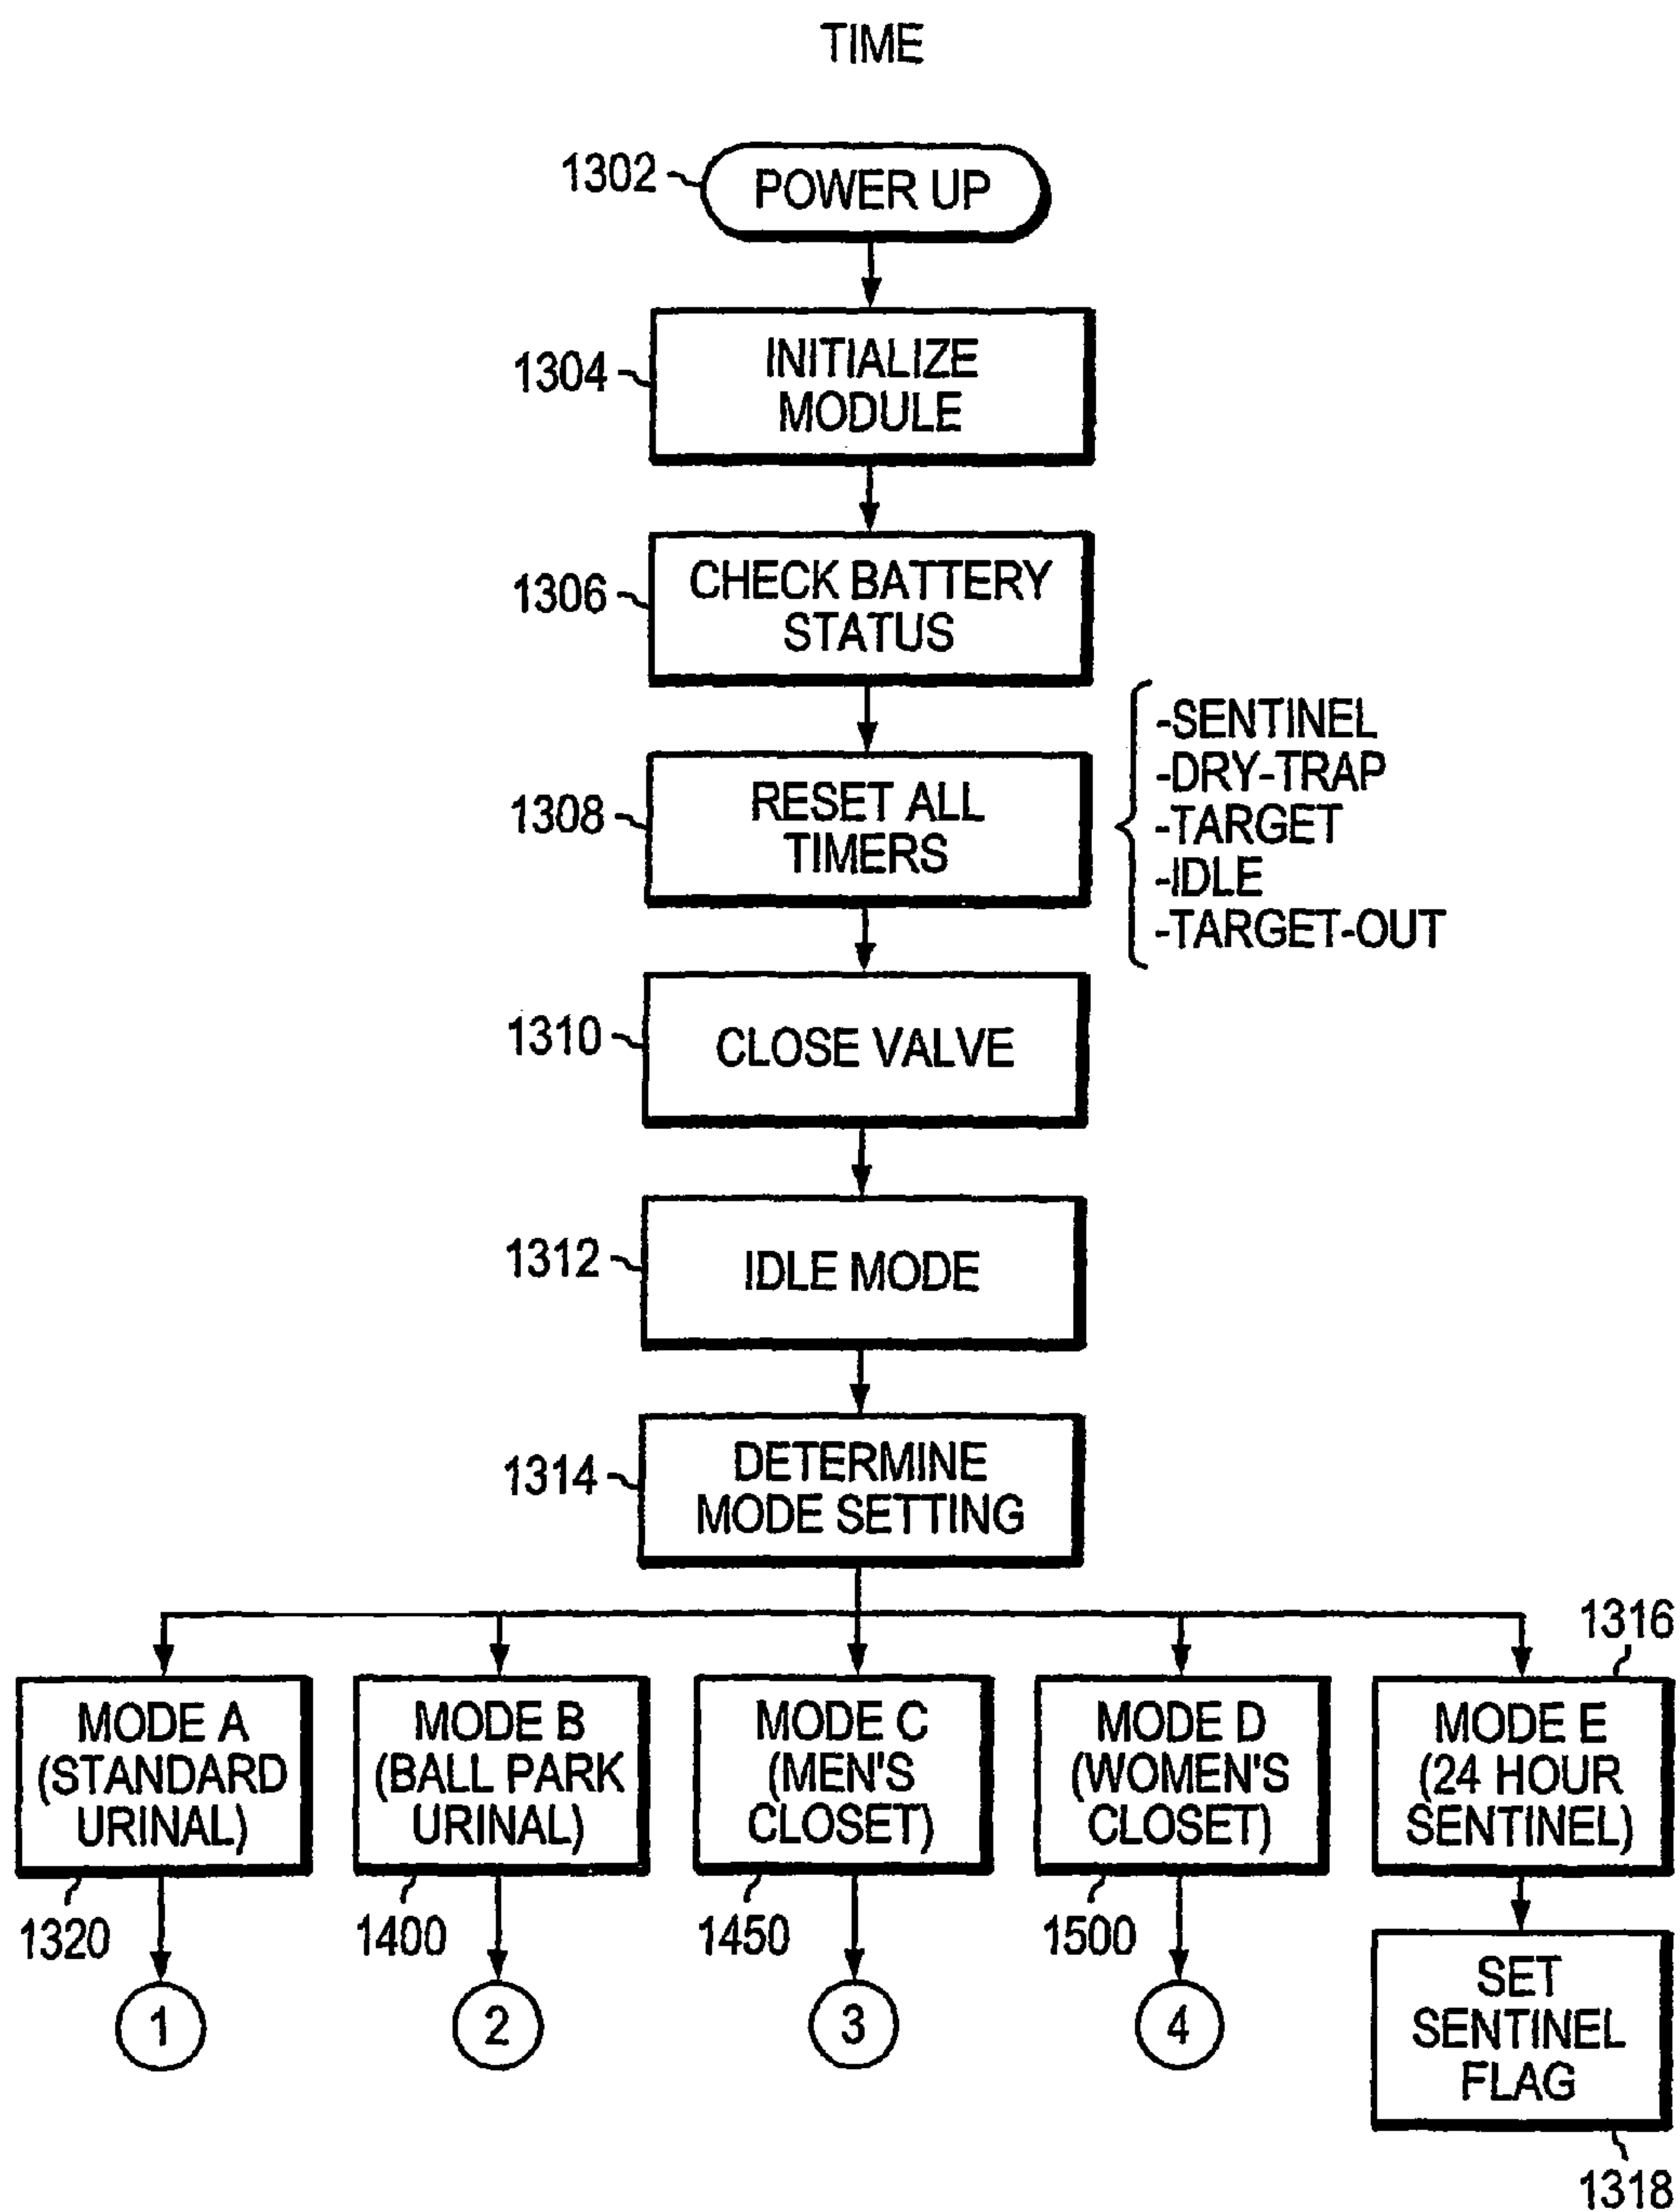 TIME
1302
POWER UP
1304
INITIALIZE
MODULE
1306
CHECK BATTERY
STATUS
1308
RESET ALL
TIMERS
-SENTINEL
-DRY-TRAP
-TARGET
-IDLE
-TARGET-OUT
1310
CLOSE VALVE
1312
IDLE MODE
1314
DETERMINE
MODE SETTING
1316
MODE A
(STANDARD
URINAL)
1320
1
MODE B
(BALL PARK
URINAL)
1400
2
MODE C
(MEN'S
CLOSET)
1450
3
MODE D
(WOMEN'S
CLOSET)
1500
4
MODE E
(24 HOUR
SENTINEL)
SET
SENTINEL
FLAG
1318